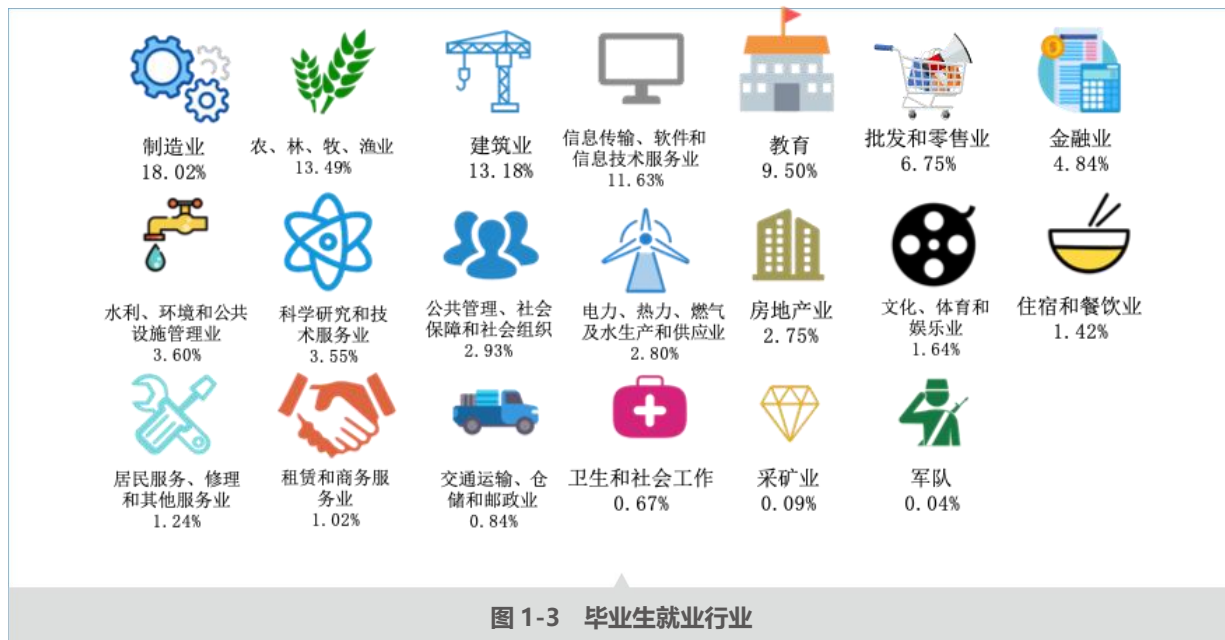 制造业
18.02%
农、林、牧、渔业
13.49%
建筑业
13.18%
信息传输、软件和
信息技术服务业
11.63%
教育
9.50%
批发和零售业
6.75%
金融业
4.84%
水利、环境和公共
设施管理业
3.60%
科学研究和技
术服务业
3.55%
公共管理、社会
保障和社会组织
2.93%
电力、热力、燃气
及水生产和供应业
2.80%
房地产业
2.75%
文化、体育和
娱乐业
1.64%
住宿和餐饮业
1.42%
居民服务、修理
和其他服务业
1.24%
租赁和商务服
务业
1.02%
交通运输、仓
储和邮政业
0.84%
卫生和社会工作
0.67%
采矿业
0.09%
军队
0.04%
图 1-3 毕业生就业行业